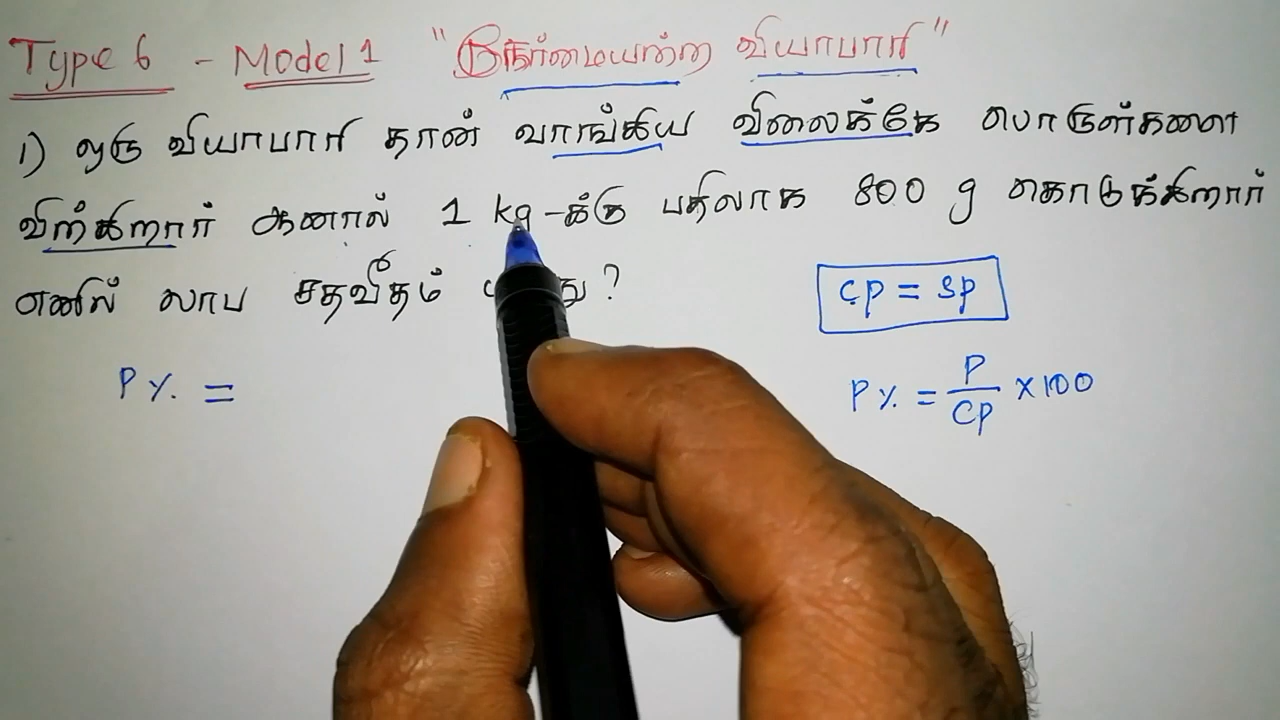 Type 6 - Model 1 "நேர்மையற்ற வியாபாரி"
1) ஒரு வியாபாரி தான் வாங்கிய விலைக்கே பொருள்களை
விற்கிறார் ஆனால் 1 kg -க்கு பதிலாக 800 g கொடுக்கிறார்
எனில் லாப சதவீதம் ?
CP = SP
P % =
P % = P / CP × 100